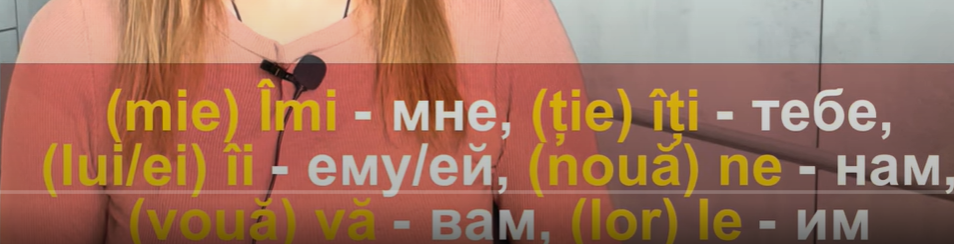 (mie) Îmi - мне, (ție) îți - тебе,
(lui/ei) îi - ему/ей, (nouă) ne - нам,
(vouă) vă - вам, (lor) le - им